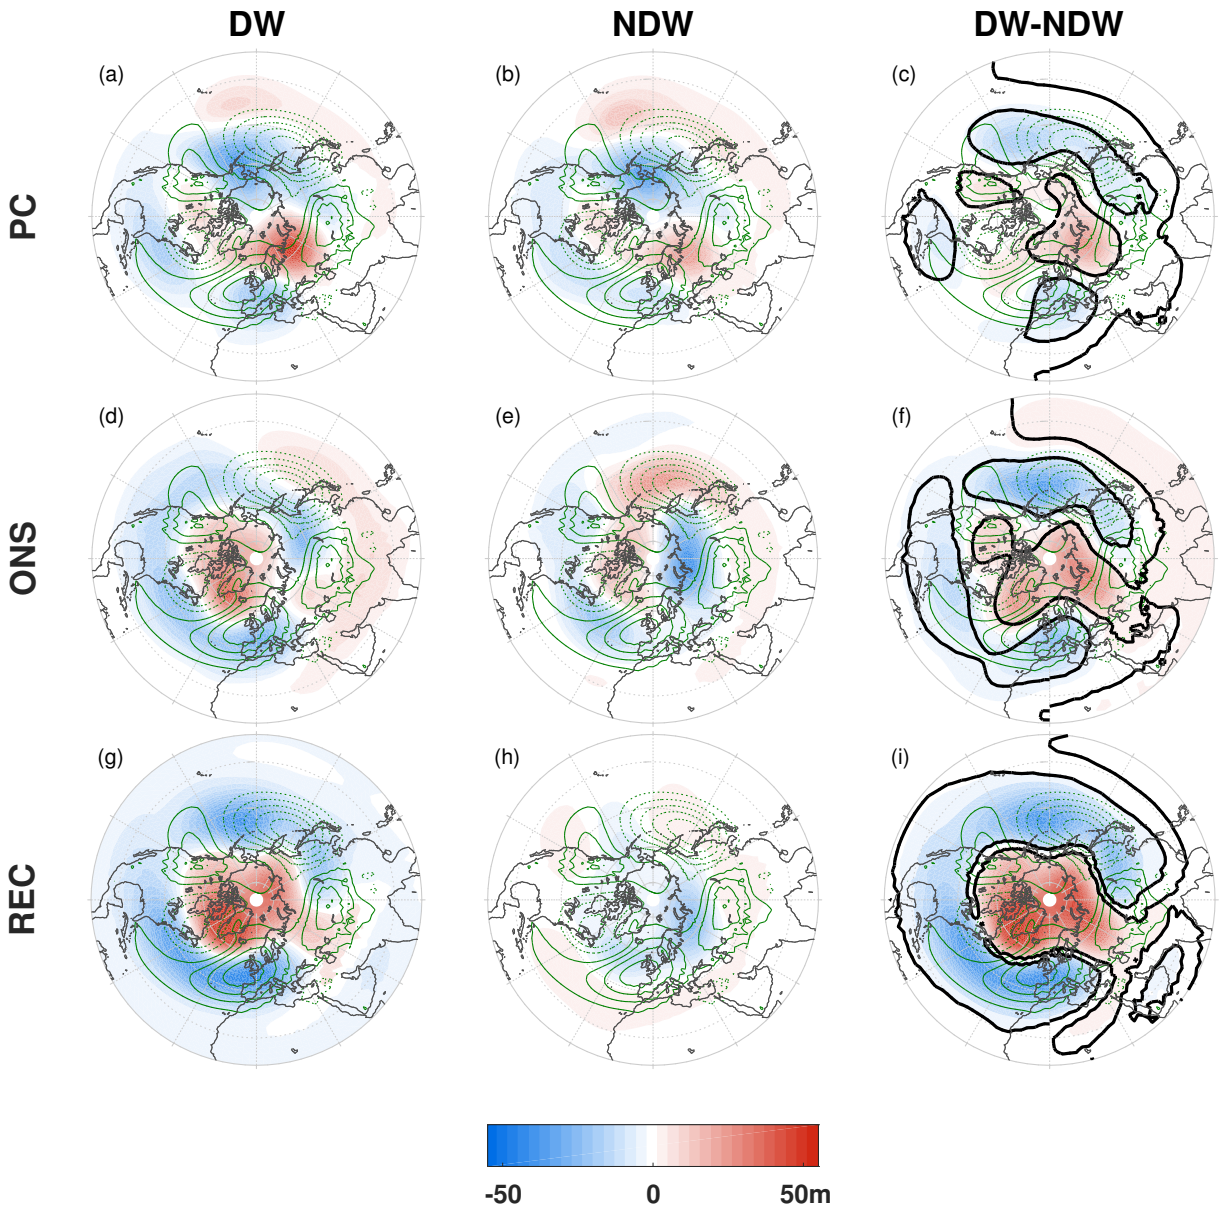 DW NDW DW-NDW
PC
(a) (b) (c)
ONS
(d) (e) (f)
REC
(g) (h) (i)
-50 0 50m